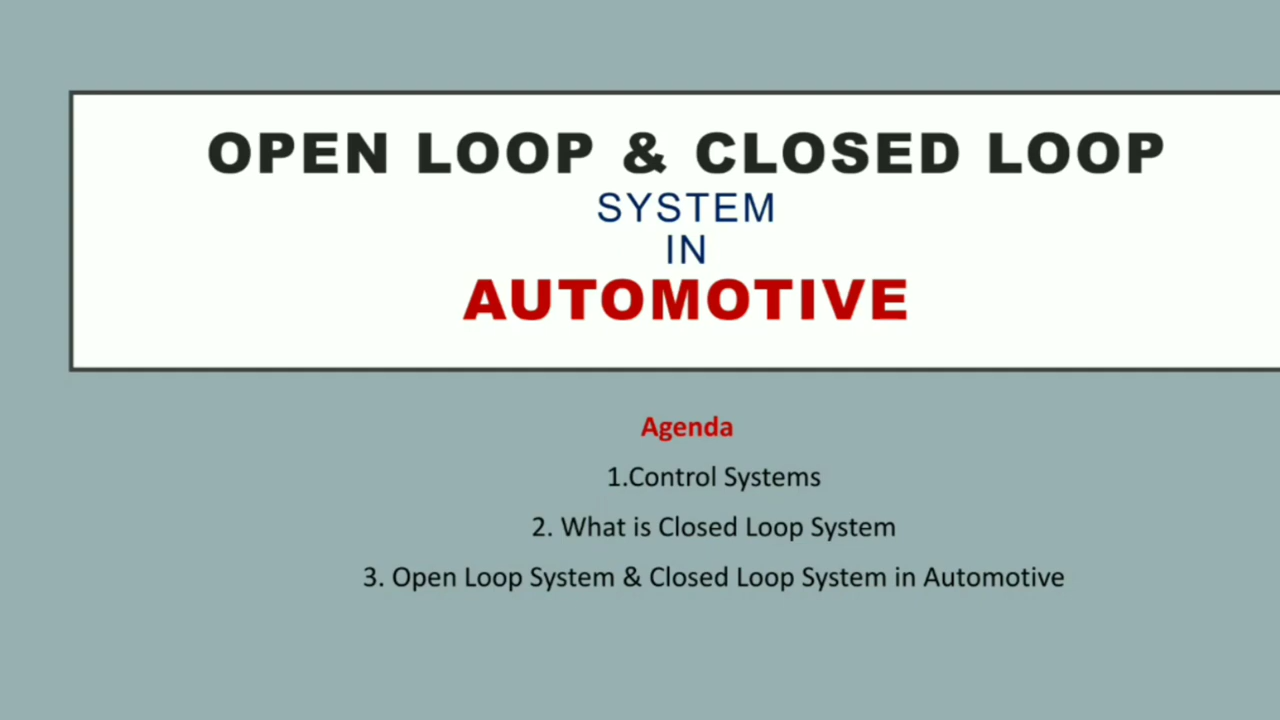 OPEN LOOP & CLOSED LOOP
SYSTEM
IN
AUTOMOTIVE
Agenda
1.Control Systems
2. What is Closed Loop System
3. Open Loop System & Closed Loop System in Automotive